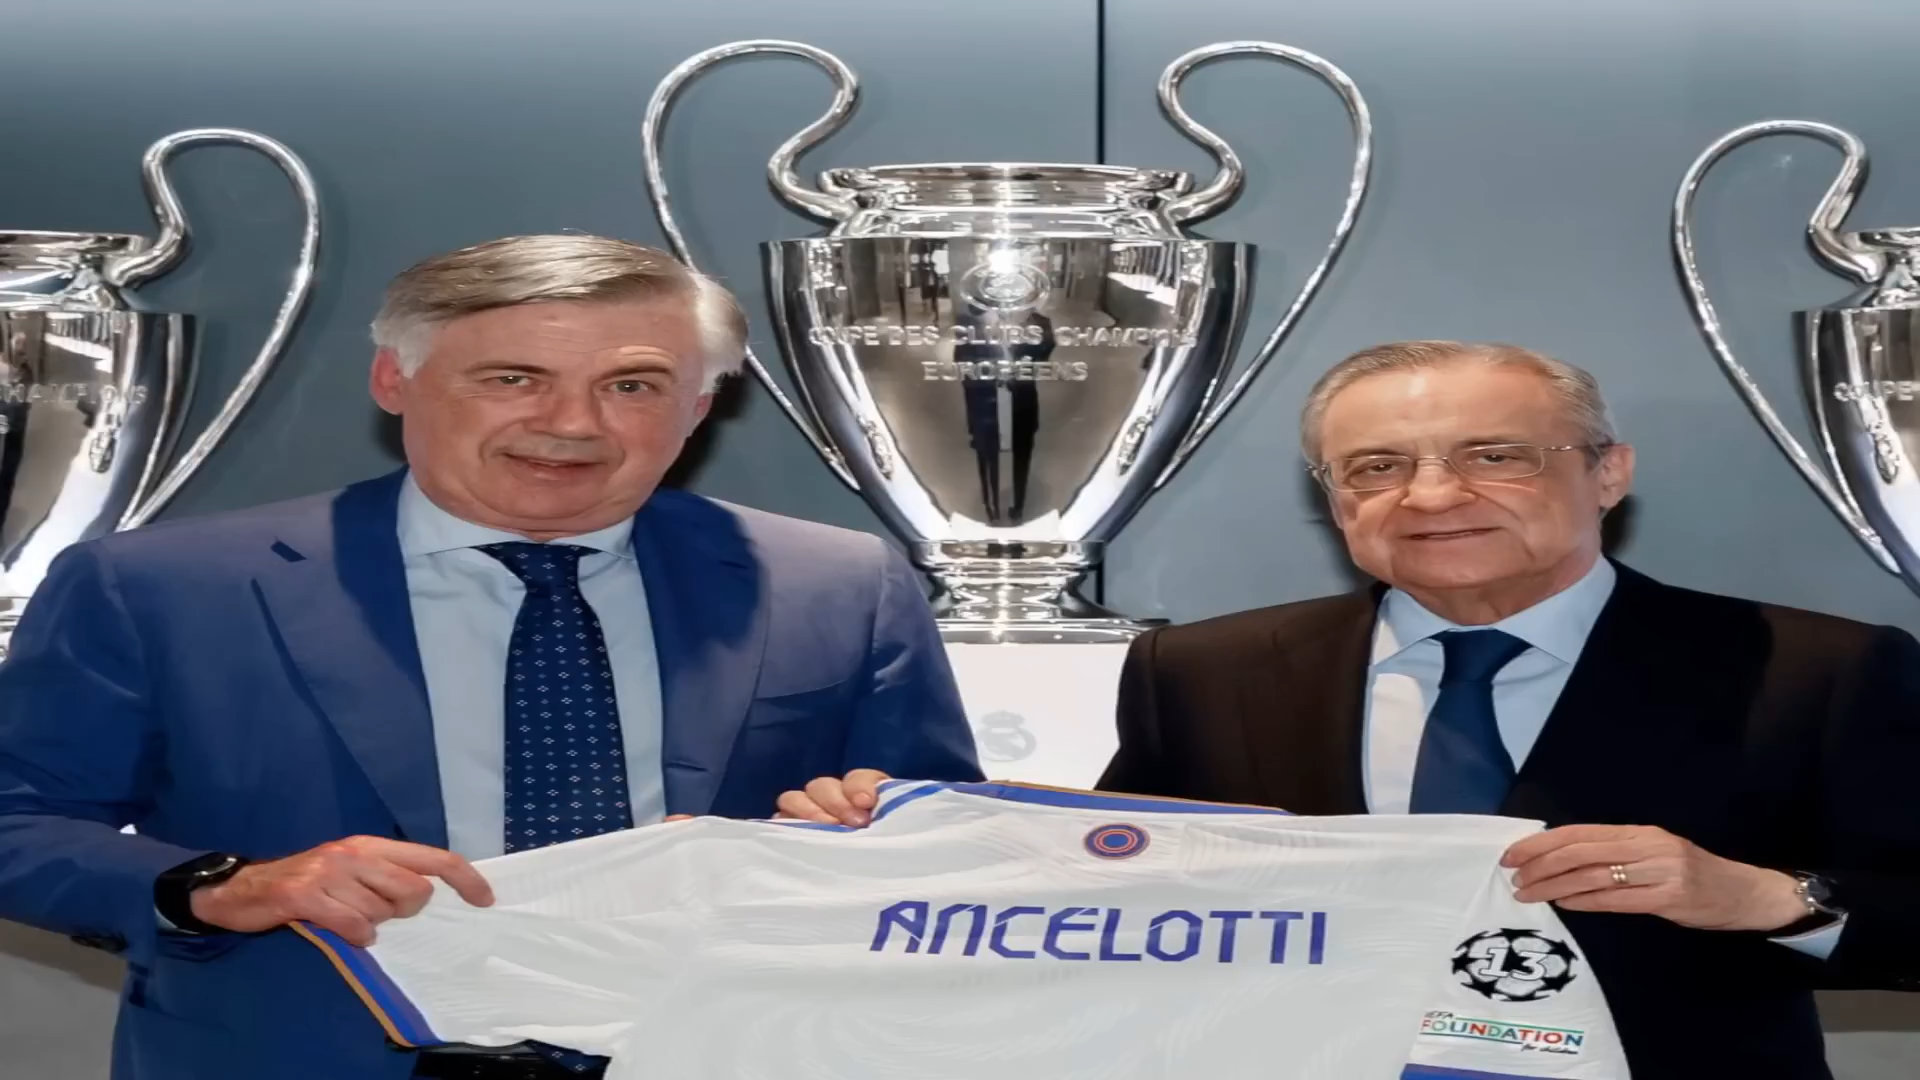 COUPE DES CLUBS CHAMPIONS
EUROPÉENS
ANCELOTTI
13
UEFA
FOUNDATION
for children